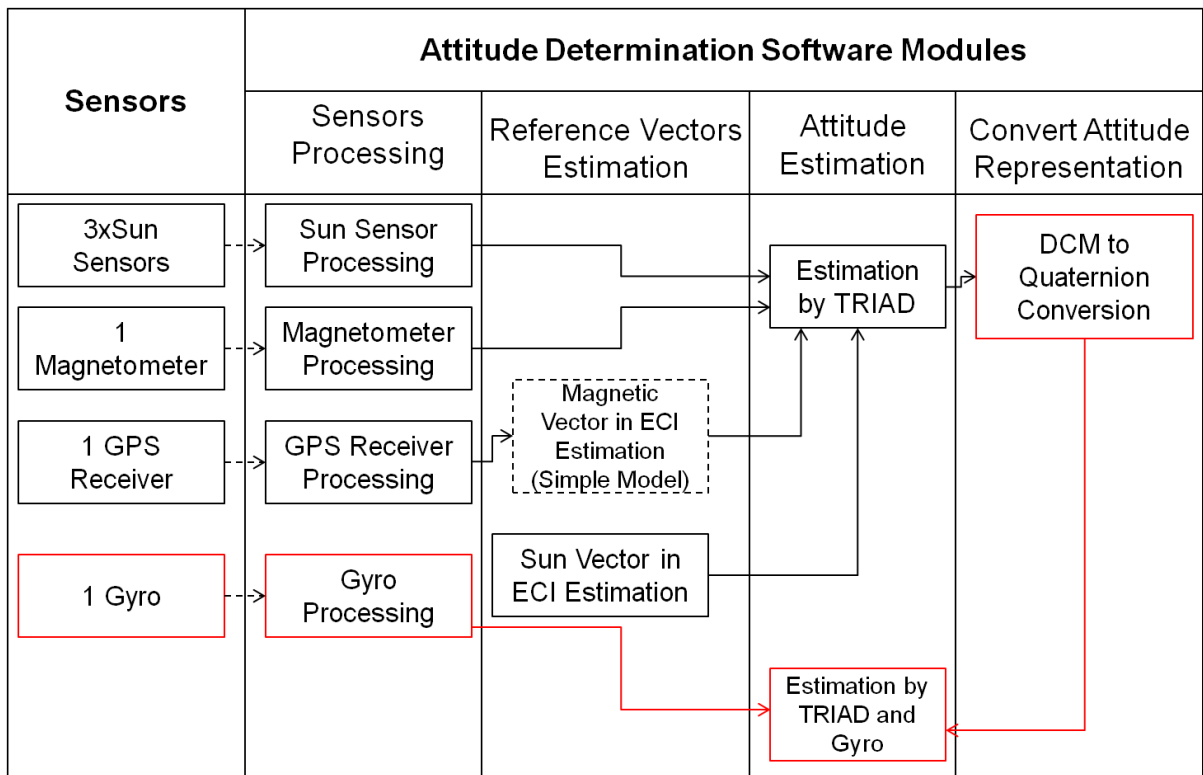 Attitude Determination Software Modules
Sensors
Sensors
Processing
Reference Vectors
Estimation
Attitude
Estimation
Convert Attitude
Representation
3xSun
Sensors
Sun Sensor
Processing
Estimation
by TRIAD
DCM to
Quaternion
Conversion
1
Magnetometer
Magnetometer
Processing
Magnetic
Vector in ECI
Estimation
(Simple Model)
1 GPS
Receiver
GPS Receiver
Processing
Sun Vector in
ECI Estimation
1 Gyro
Gyro
Processing
Estimation by
TRIAD and
Gyro